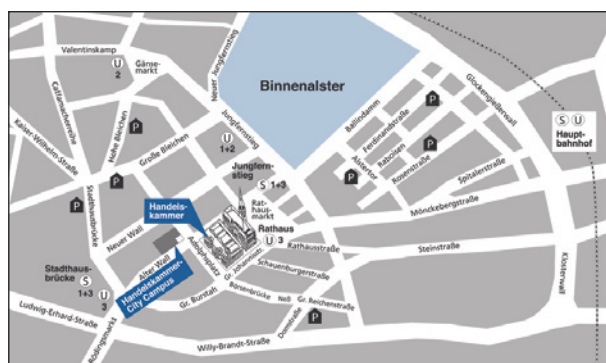 Valentinskamp
U
2
Gänse-
markt
Neuer Jungfernstieg
Binnenalster
Caffamacherreihe
Kaiser-Wilhelm-Straße
Hohe Bleichen
P
Große Bleichen
Jungfernstieg
U
1+2
Ballindamm
Ferdinandstraße
P
Glockengießerwall
S U
Haupt-
bahnhof
Alstertor
Raboisen
P
Rosenstraße
P
Spitalerstraße
Jungfern-
stieg
S 1+3
P
Stadthausbrücke
P
Handels-
kammer
Rat-
haus-
markt
Mönckebergstraße
Neuer Wall
Adolphsplatz
Rathaus
U 3
Rathausstraße
Steinstraße
Alter Wall
Gr. Johannisstr.
Schauenburgerstraße
Klosterwall
Stadthaus-
brücke
S
1+3
U
3
Handelskammer-
City Campus
Gr. Burstah
Börsenbrücke
Neß
Gr. Reichenstraße
Domstraße
P
Ludwig-Erhard-Straße
Rödingsmarkt
Willy-Brandt-Straße